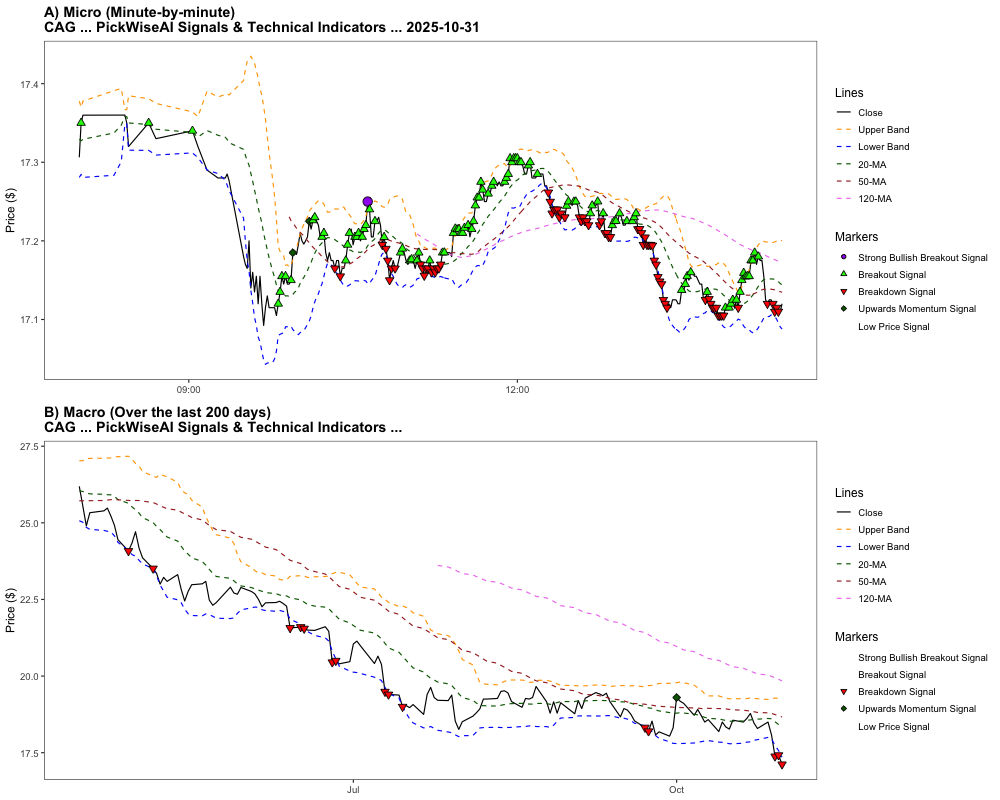 A) Micro (Minute-by-minute)
CAG ... PickWiseAI Signals & Technical Indicators ... 2025-10-31
Price ($)
17.4
17.3
17.2
17.1
09:00
12:00
Lines
Close
Upper Band
Lower Band
20-MA
50-MA
120-MA
Markers
Strong Bullish Breakout Signal
Breakout Signal
Breakdown Signal
Upwards Momentum Signal
Low Price Signal
B) Macro (Over the last 200 days)
CAG ... PickWiseAI Signals & Technical Indicators ...
Price ($)
27.5
25.0
22.5
20.0
17.5
Jul
Oct
Lines
Close
Upper Band
Lower Band
20-MA
50-MA
120-MA
Markers
Strong Bullish Breakout Signal
Breakout Signal
Breakdown Signal
Upwards Momentum Signal
Low Price Signal